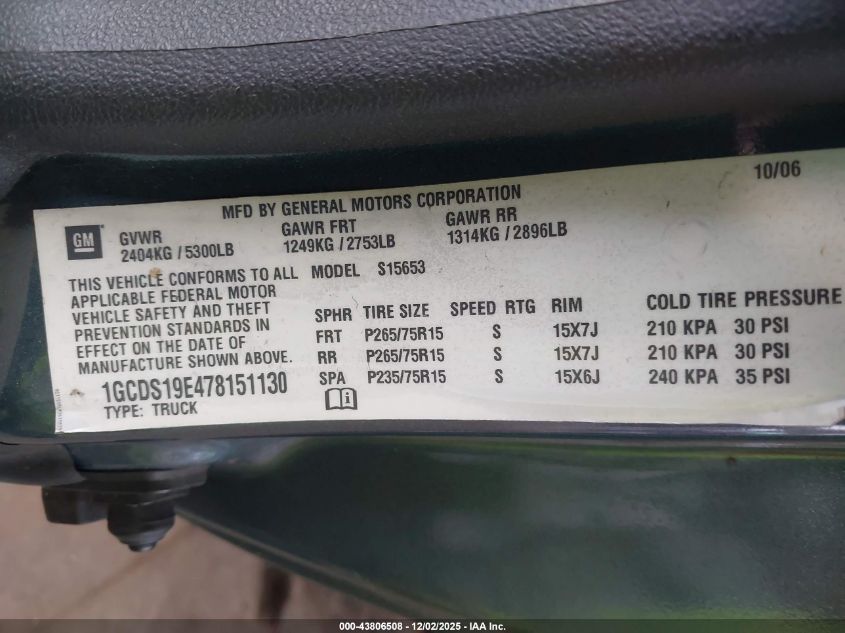 10/06
MFD BY GENERAL MOTORS CORPORATION
GM
GVWR GAWR FRT GAWR RR
2404KG / 5300LB 1249KG / 2753LB 1314KG / 2896LB
THIS VEHICLE CONFORMS TO ALL
APPLICABLE FEDERAL MOTOR
VEHICLE SAFETY AND THEFT
PREVENTION STANDARDS IN
EFFECT ON THE DATE OF
MANUFACTURE SHOWN ABOVE.
1GCDS19E478151130
TYPE: TRUCK
MODEL S15653
SPHR TIRE SIZE SPEED RTG RIM COLD TIRE PRESSURE
FRT P265/75R15 S 15X7J 210 KPA 30 PSI
RR P265/75R15 S 15X7J 210 KPA 30 PSI
SPA P235/75R15 S 15X6J 240 KPA 35 PSI
000-43806508 - 12/02/2025 - IAA Inc.